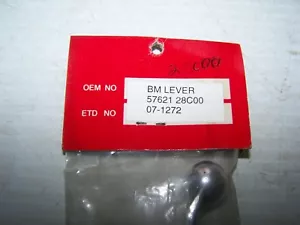 OEM NO
BM LEVER
57621 28C00
ETD NO
07-1272